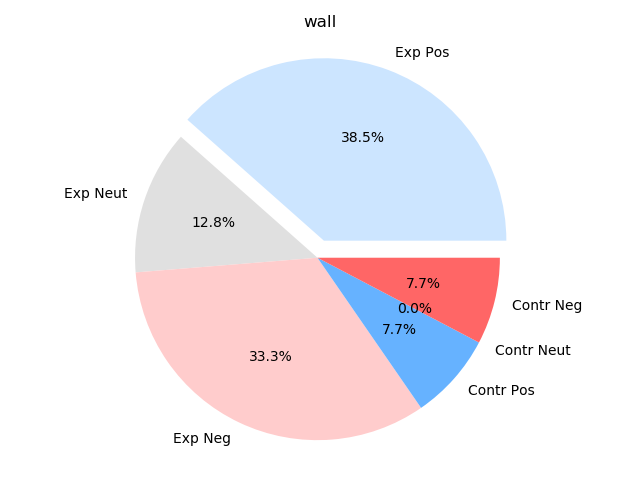 wall
Exp Pos
38.5%
Exp Neut
12.8%
Exp Neg
33.3%
Contr Pos
7.7%
Contr Neut
0.0%
Contr Neg
7.7%